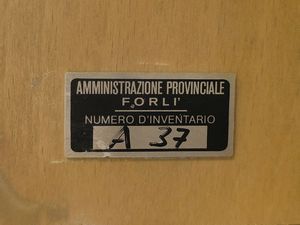 AMMINISTRAZIONE PROVINCIALE
FORLI'
NUMERO D'INVENTARIO
A 37